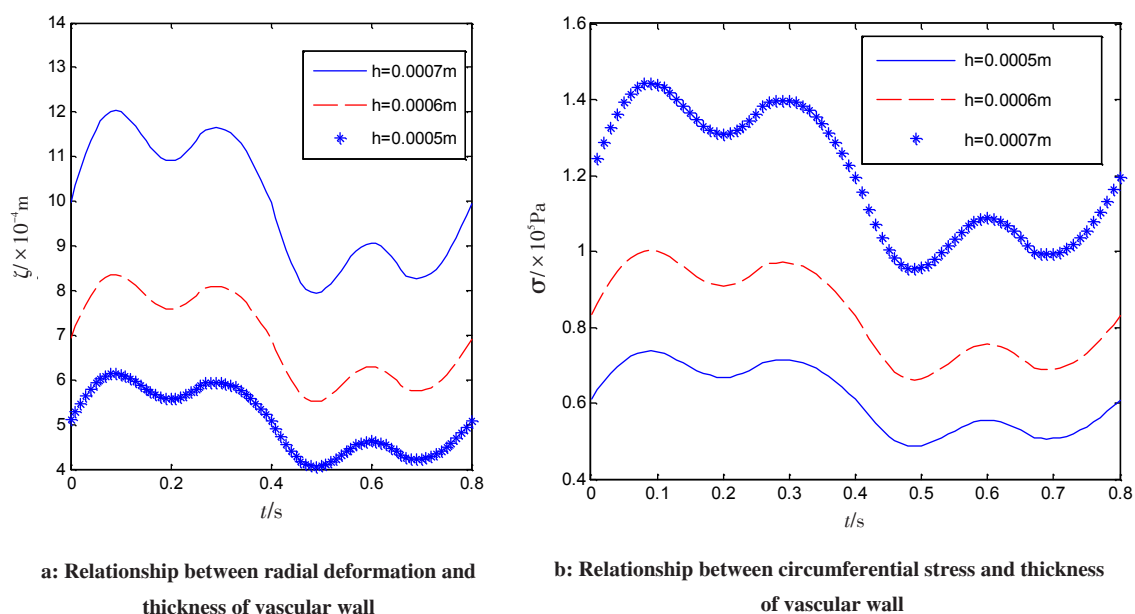 14
13
12
11
10
9
8
7
6
5
4
0
0.2
0.4
0.6
0.8
ζ/×10⁻⁴m
t/s
h=0.0007m
h=0.0006m
h=0.0005m
a: Relationship between radial deformation and
thickness of vascular wall
1.6
1.4
1.2
1
0.8
0.6
0.4
0
0.1
0.2
0.3
0.4
0.5
0.6
0.7
0.8
σ/×10⁵Pa
t/s
h=0.0005m
h=0.0006m
h=0.0007m
b: Relationship between circumferential stress and thickness
of vascular wall